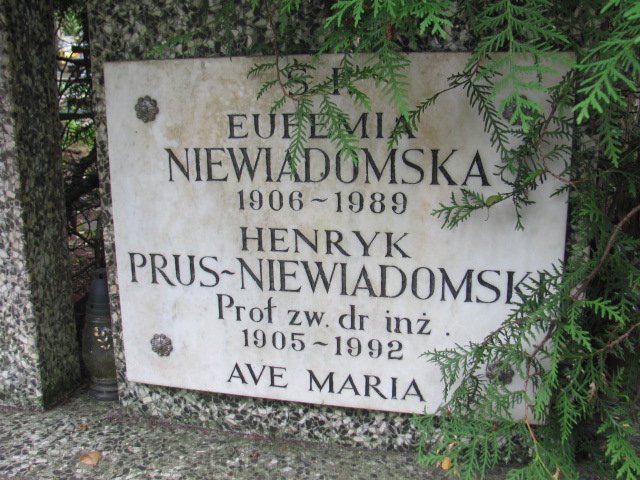 Ś P
EUFEMIA
NIEWIADOMSKA
1906~1989
HENRYK
PRUS~NIEWIADOMSKI
Prof zw. dr inż.
1905~1992
AVE MARIA